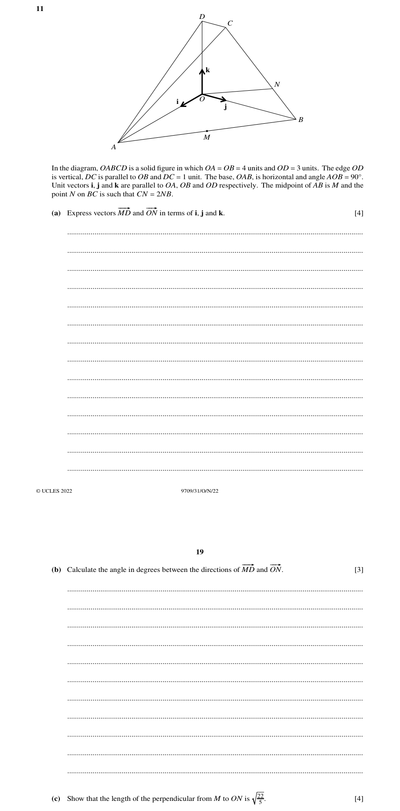 11
D
C
k
N
i
O
j
B
A
M
In the diagram, OABCD is a solid figure in which OA = OB = 4 units and OD = 3 units. The edge OD
is vertical, DC is parallel to OB and DC = 1 unit. The base, OAB, is horizontal and angle AOB = 90°.
Unit vectors i, j and k are parallel to OA, OB and OD respectively. The midpoint of AB is M and the
point N on BC is such that CN = 2NB.
(a) Express vectors MD and ON in terms of i, j and k. [4]
© UCLES 2022 9709/31/O/N/22
19
(b) Calculate the angle in degrees between the directions of MD and ON. [3]
(c) Show that the length of the perpendicular from M to ON is √(22/5). [4]